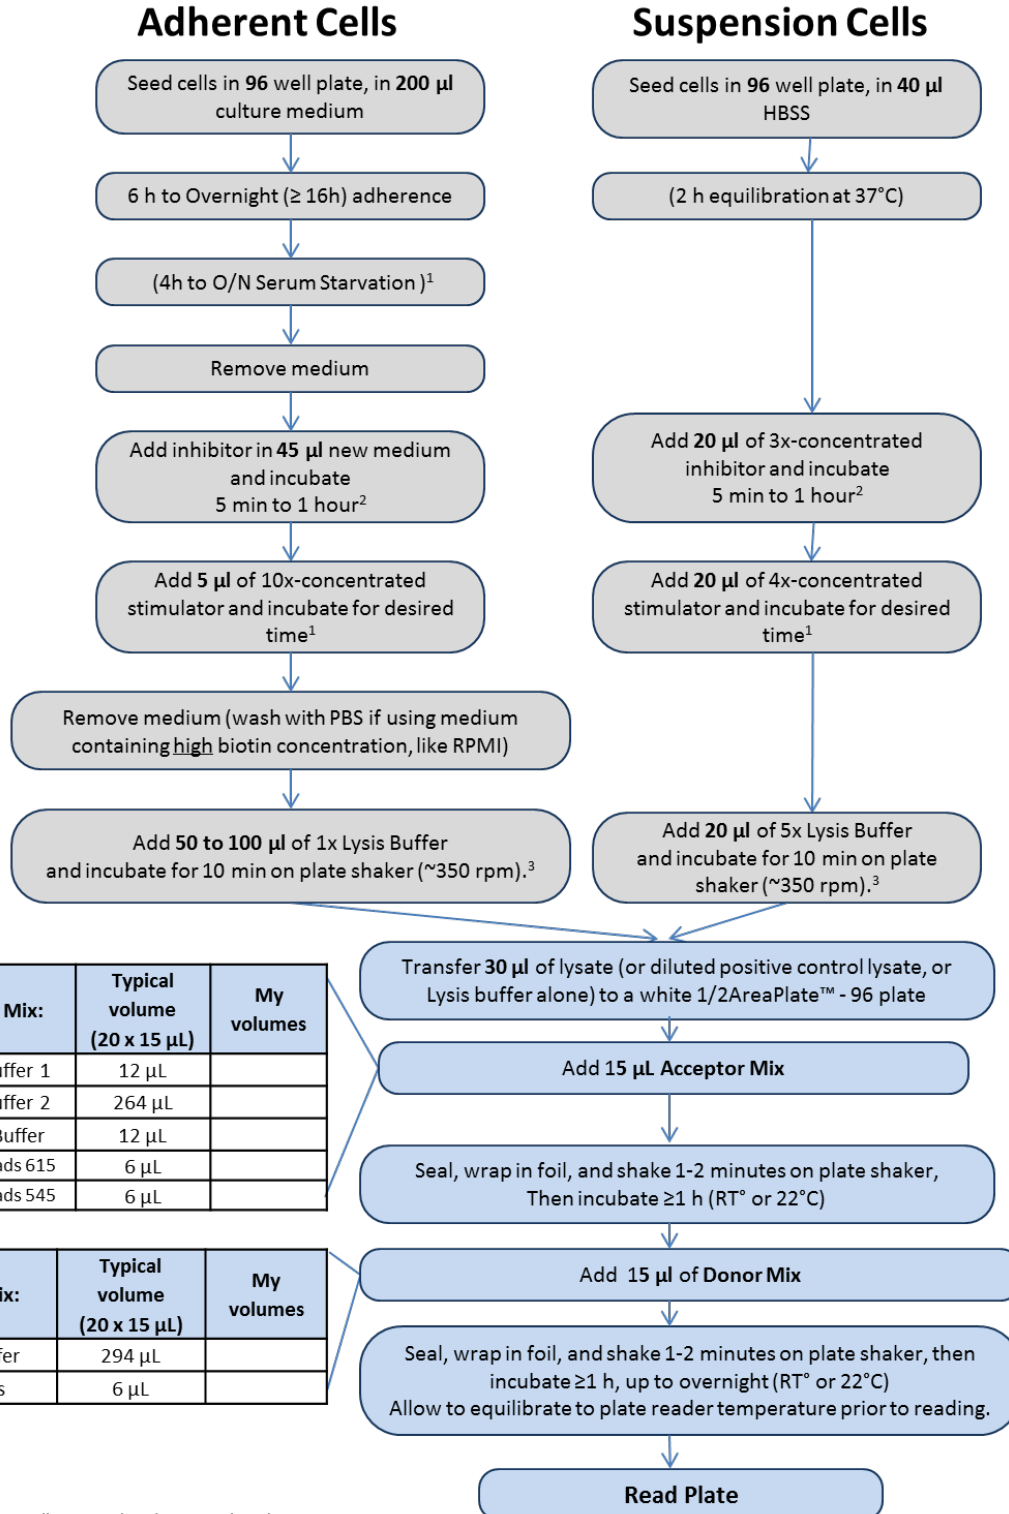 Adherent Cells
Seed cells in 96 well plate, in 200 µl
culture medium
6 h to Overnight (≥ 16h) adherence
(4h to O/N Serum Starvation )1
Remove medium
Add inhibitor in 45 µl new medium
and incubate
5 min to 1 hour2
Add 5 µl of 10x-concentrated
stimulator and incubate for desired
time1
Remove medium (wash with PBS if using medium
containing high biotin concentration, like RPMI)
Add 50 to 100 µl of 1x Lysis Buffer
and incubate for 10 min on plate shaker (~350 rpm).3
Suspension Cells
Seed cells in 96 well plate, in 40 µl
HBSS
(2 h equilibration at 37°C)
Add 20 µl of 3x-concentrated
inhibitor and incubate
5 min to 1 hour2
Add 20 µl of 4x-concentrated
stimulator and incubate for desired
time1
Add 20 µl of 5x Lysis Buffer
and incubate for 10 min on plate
shaker (~350 rpm).3
Transfer 30 µl of lysate (or diluted positive control lysate, or
Lysis buffer alone) to a white 1/2AreaPlate™ - 96 plate
Add 15 µL Acceptor Mix
Seal, wrap in foil, and shake 1-2 minutes on plate shaker,
Then incubate ≥1 h (RT° or 22°C)
Add 15 µl of Donor Mix
Seal, wrap in foil, and shake 1-2 minutes on plate shaker, then
incubate ≥1 h, up to overnight (RT° or 22°C)
Allow to equilibrate to plate reader temperature prior to reading.
Read Plate
Mix:
Typical
volume
(20 x 15 µL)
My
volumes
uffer 1 12 µL
uffer 2 264 µL
Buffer 12 µL
ads 615 6 µL
ads 545 6 µL
ix:
Typical
volume
(20 x 15 µL)
My
volumes
fer 294 µL
s 6 µL